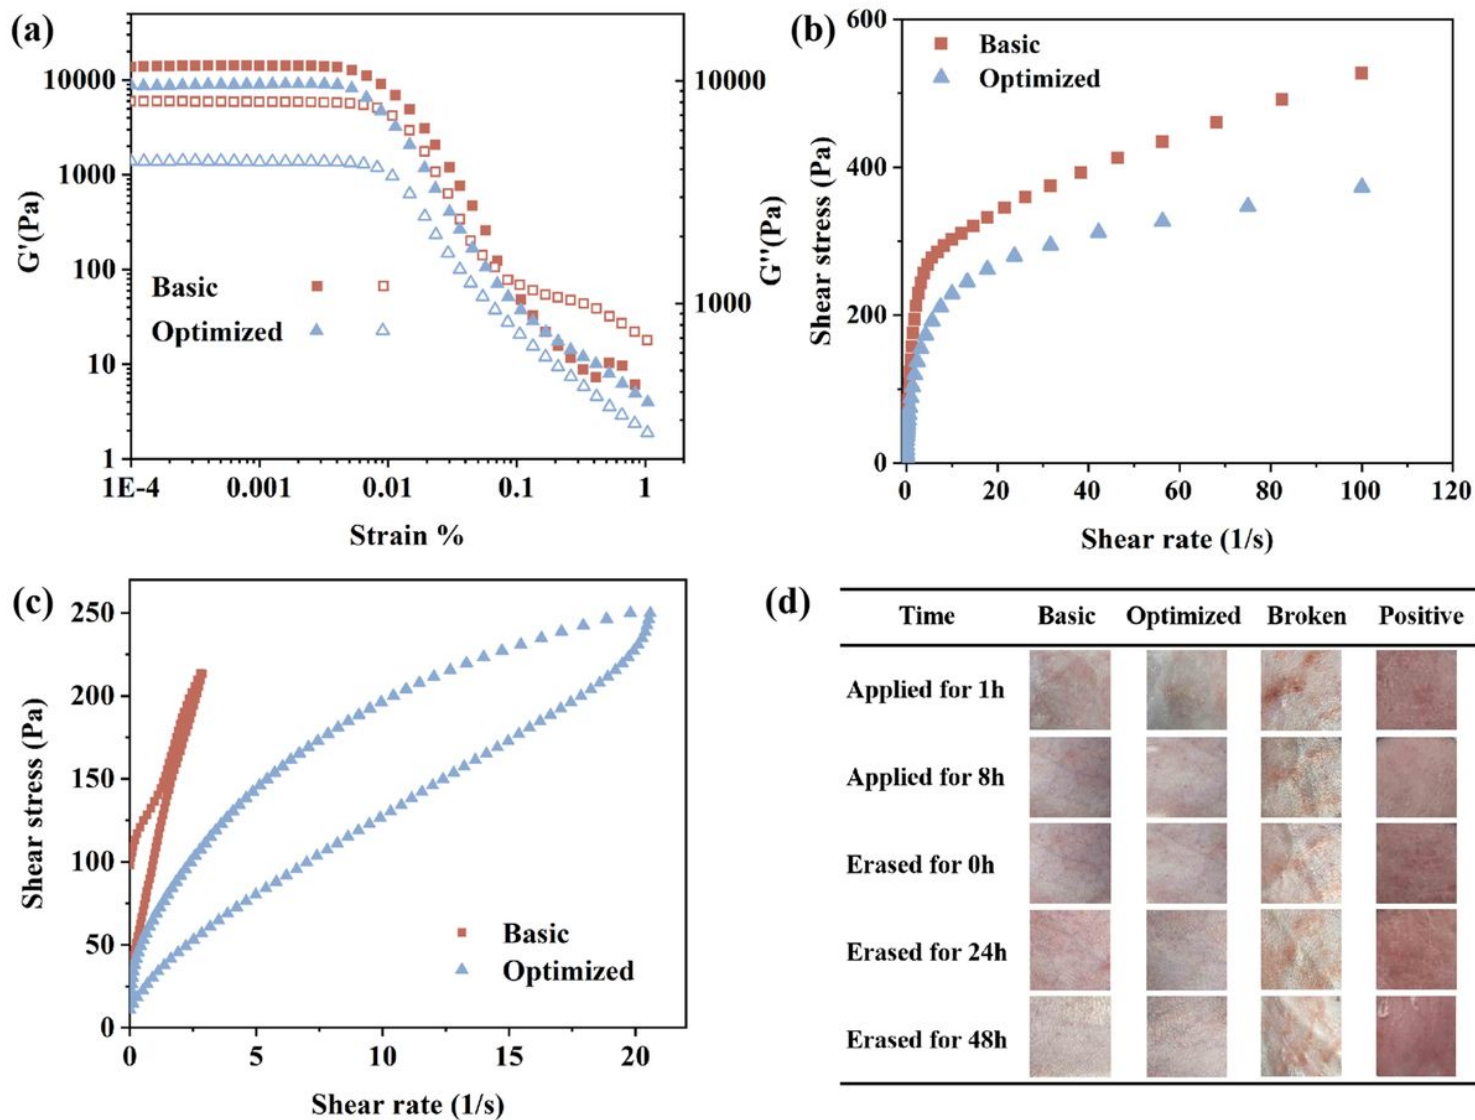 (a)
10000
1000
100
10
1
G'(Pa)
10000
1000
G''(Pa)
Basic
Optimized
1E-4 0.001 0.01 0.1 1
Strain %
(b)
600
400
200
0
Shear stress (Pa)
Basic
Optimized
0 20 40 60 80 100 120
Shear rate (1/s)
(c)
250
200
150
100
50
0
Shear stress (Pa)
Basic
Optimized
0 5 10 15 20
Shear rate (1/s)
(d)
Time Basic Optimized Broken Positive
Applied for 1h
Applied for 8h
Erased for 0h
Erased for 24h
Erased for 48h